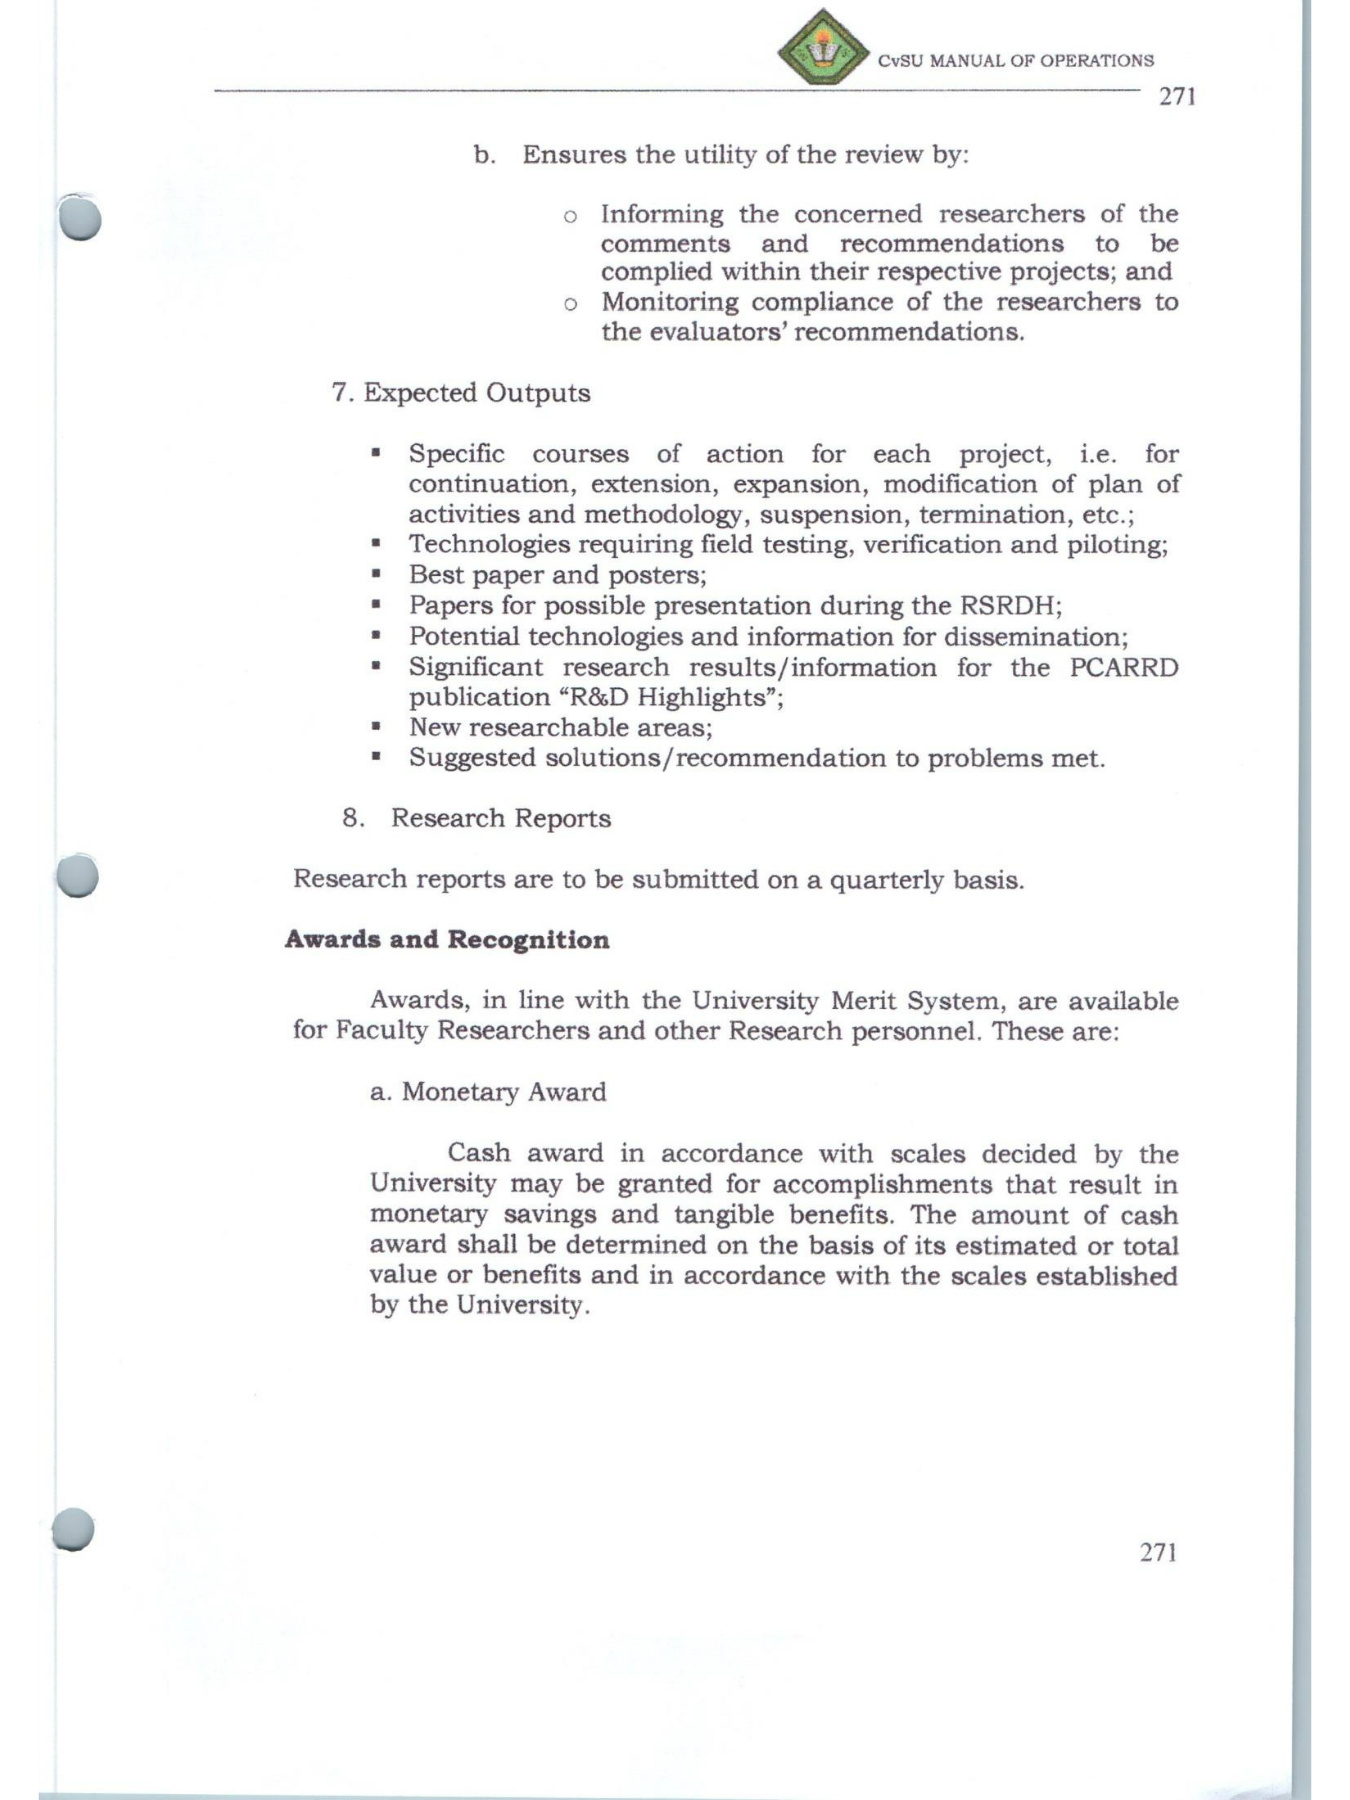 CvSU MANUAL OF OPERATIONS
271
b. Ensures the utility of the review by:
o Informing the concerned researchers of the
comments and recommendations to be
complied within their respective projects; and
o Monitoring compliance of the researchers to
the evaluators' recommendations.
7. Expected Outputs
▪ Specific courses of action for each project, i.e. for
continuation, extension, expansion, modification of plan of
activities and methodology, suspension, termination, etc.;
▪ Technologies requiring field testing, verification and piloting;
▪ Best paper and posters;
▪ Papers for possible presentation during the RSRDH;
▪ Potential technologies and information for dissemination;
▪ Significant research results/information for the PCARRD
publication “R&D Highlights”;
▪ New researchable areas;
▪ Suggested solutions/recommendation to problems met.
8. Research Reports
Research reports are to be submitted on a quarterly basis.
Awards and Recognition
Awards, in line with the University Merit System, are available
for Faculty Researchers and other Research personnel. These are:
a. Monetary Award
Cash award in accordance with scales decided by the
University may be granted for accomplishments that result in
monetary savings and tangible benefits. The amount of cash
award shall be determined on the basis of its estimated or total
value or benefits and in accordance with the scales established
by the University.
271